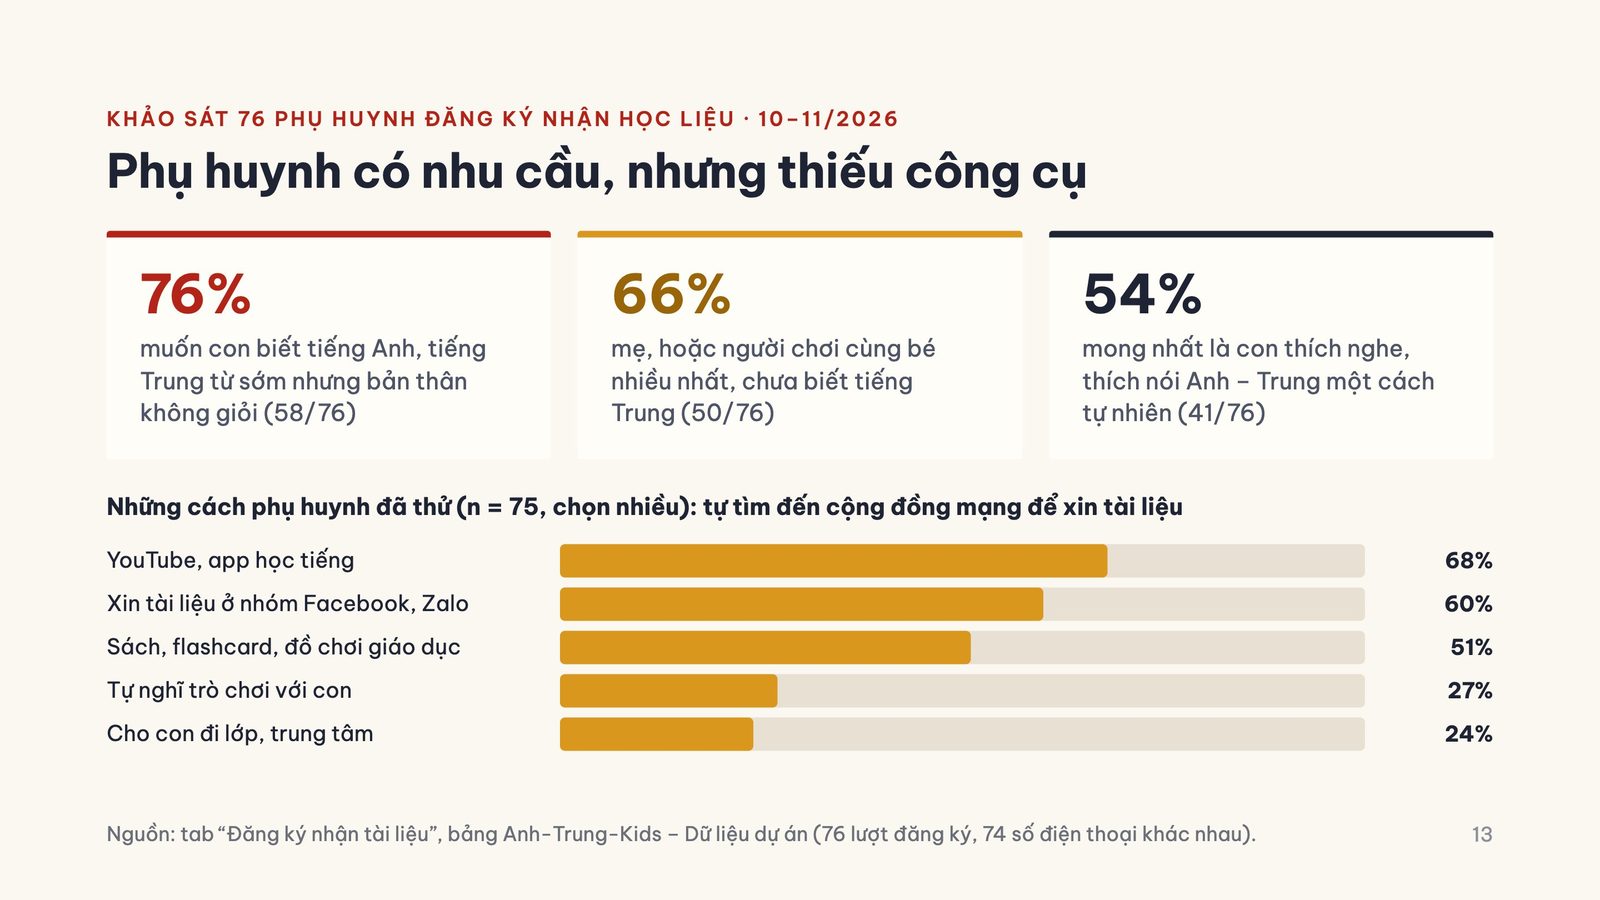 KHẢO SÁT 76 PHỤ HUYNH ĐĂNG KÝ NHẬN HỌC LIỆU · 10–11/2026
Phụ huynh có nhu cầu, nhưng thiếu công cụ
76%
muốn con biết tiếng Anh, tiếng
Trung từ sớm nhưng bản thân
không giỏi (58/76)
66%
mẹ, hoặc người chơi cùng bé
nhiều nhất, chưa biết tiếng
Trung (50/76)
54%
mong nhất là con thích nghe,
thích nói Anh – Trung một cách
tự nhiên (41/76)
Những cách phụ huynh đã thử (n = 75, chọn nhiều): tự tìm đến cộng đồng mạng để xin tài liệu
YouTube, app học tiếng 68%
Xin tài liệu ở nhóm Facebook, Zalo 60%
Sách, flashcard, đồ chơi giáo dục 51%
Tự nghĩ trò chơi với con 27%
Cho con đi lớp, trung tâm 24%
Nguồn: tab “Đăng ký nhận tài liệu”, bảng Anh-Trung-Kids – Dữ liệu dự án (76 lượt đăng ký, 74 số điện thoại khác nhau). 13